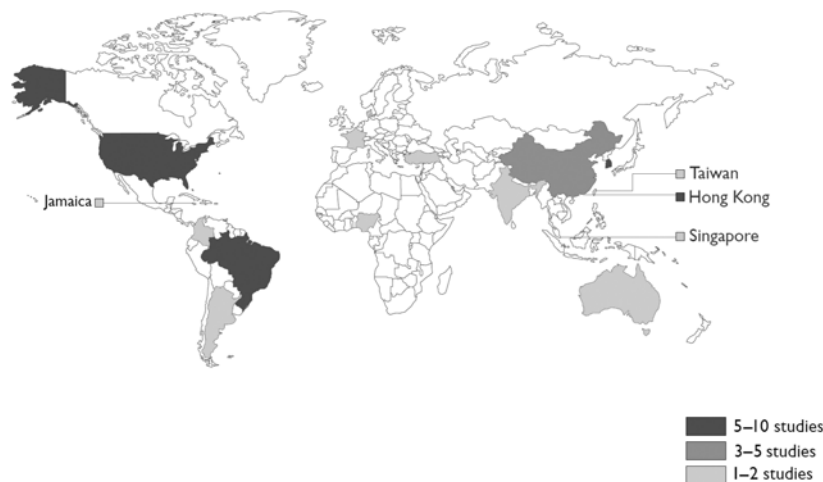 Taiwan
Jamaica
Hong Kong
Singapore
5–10 studies
3–5 studies
1–2 studies